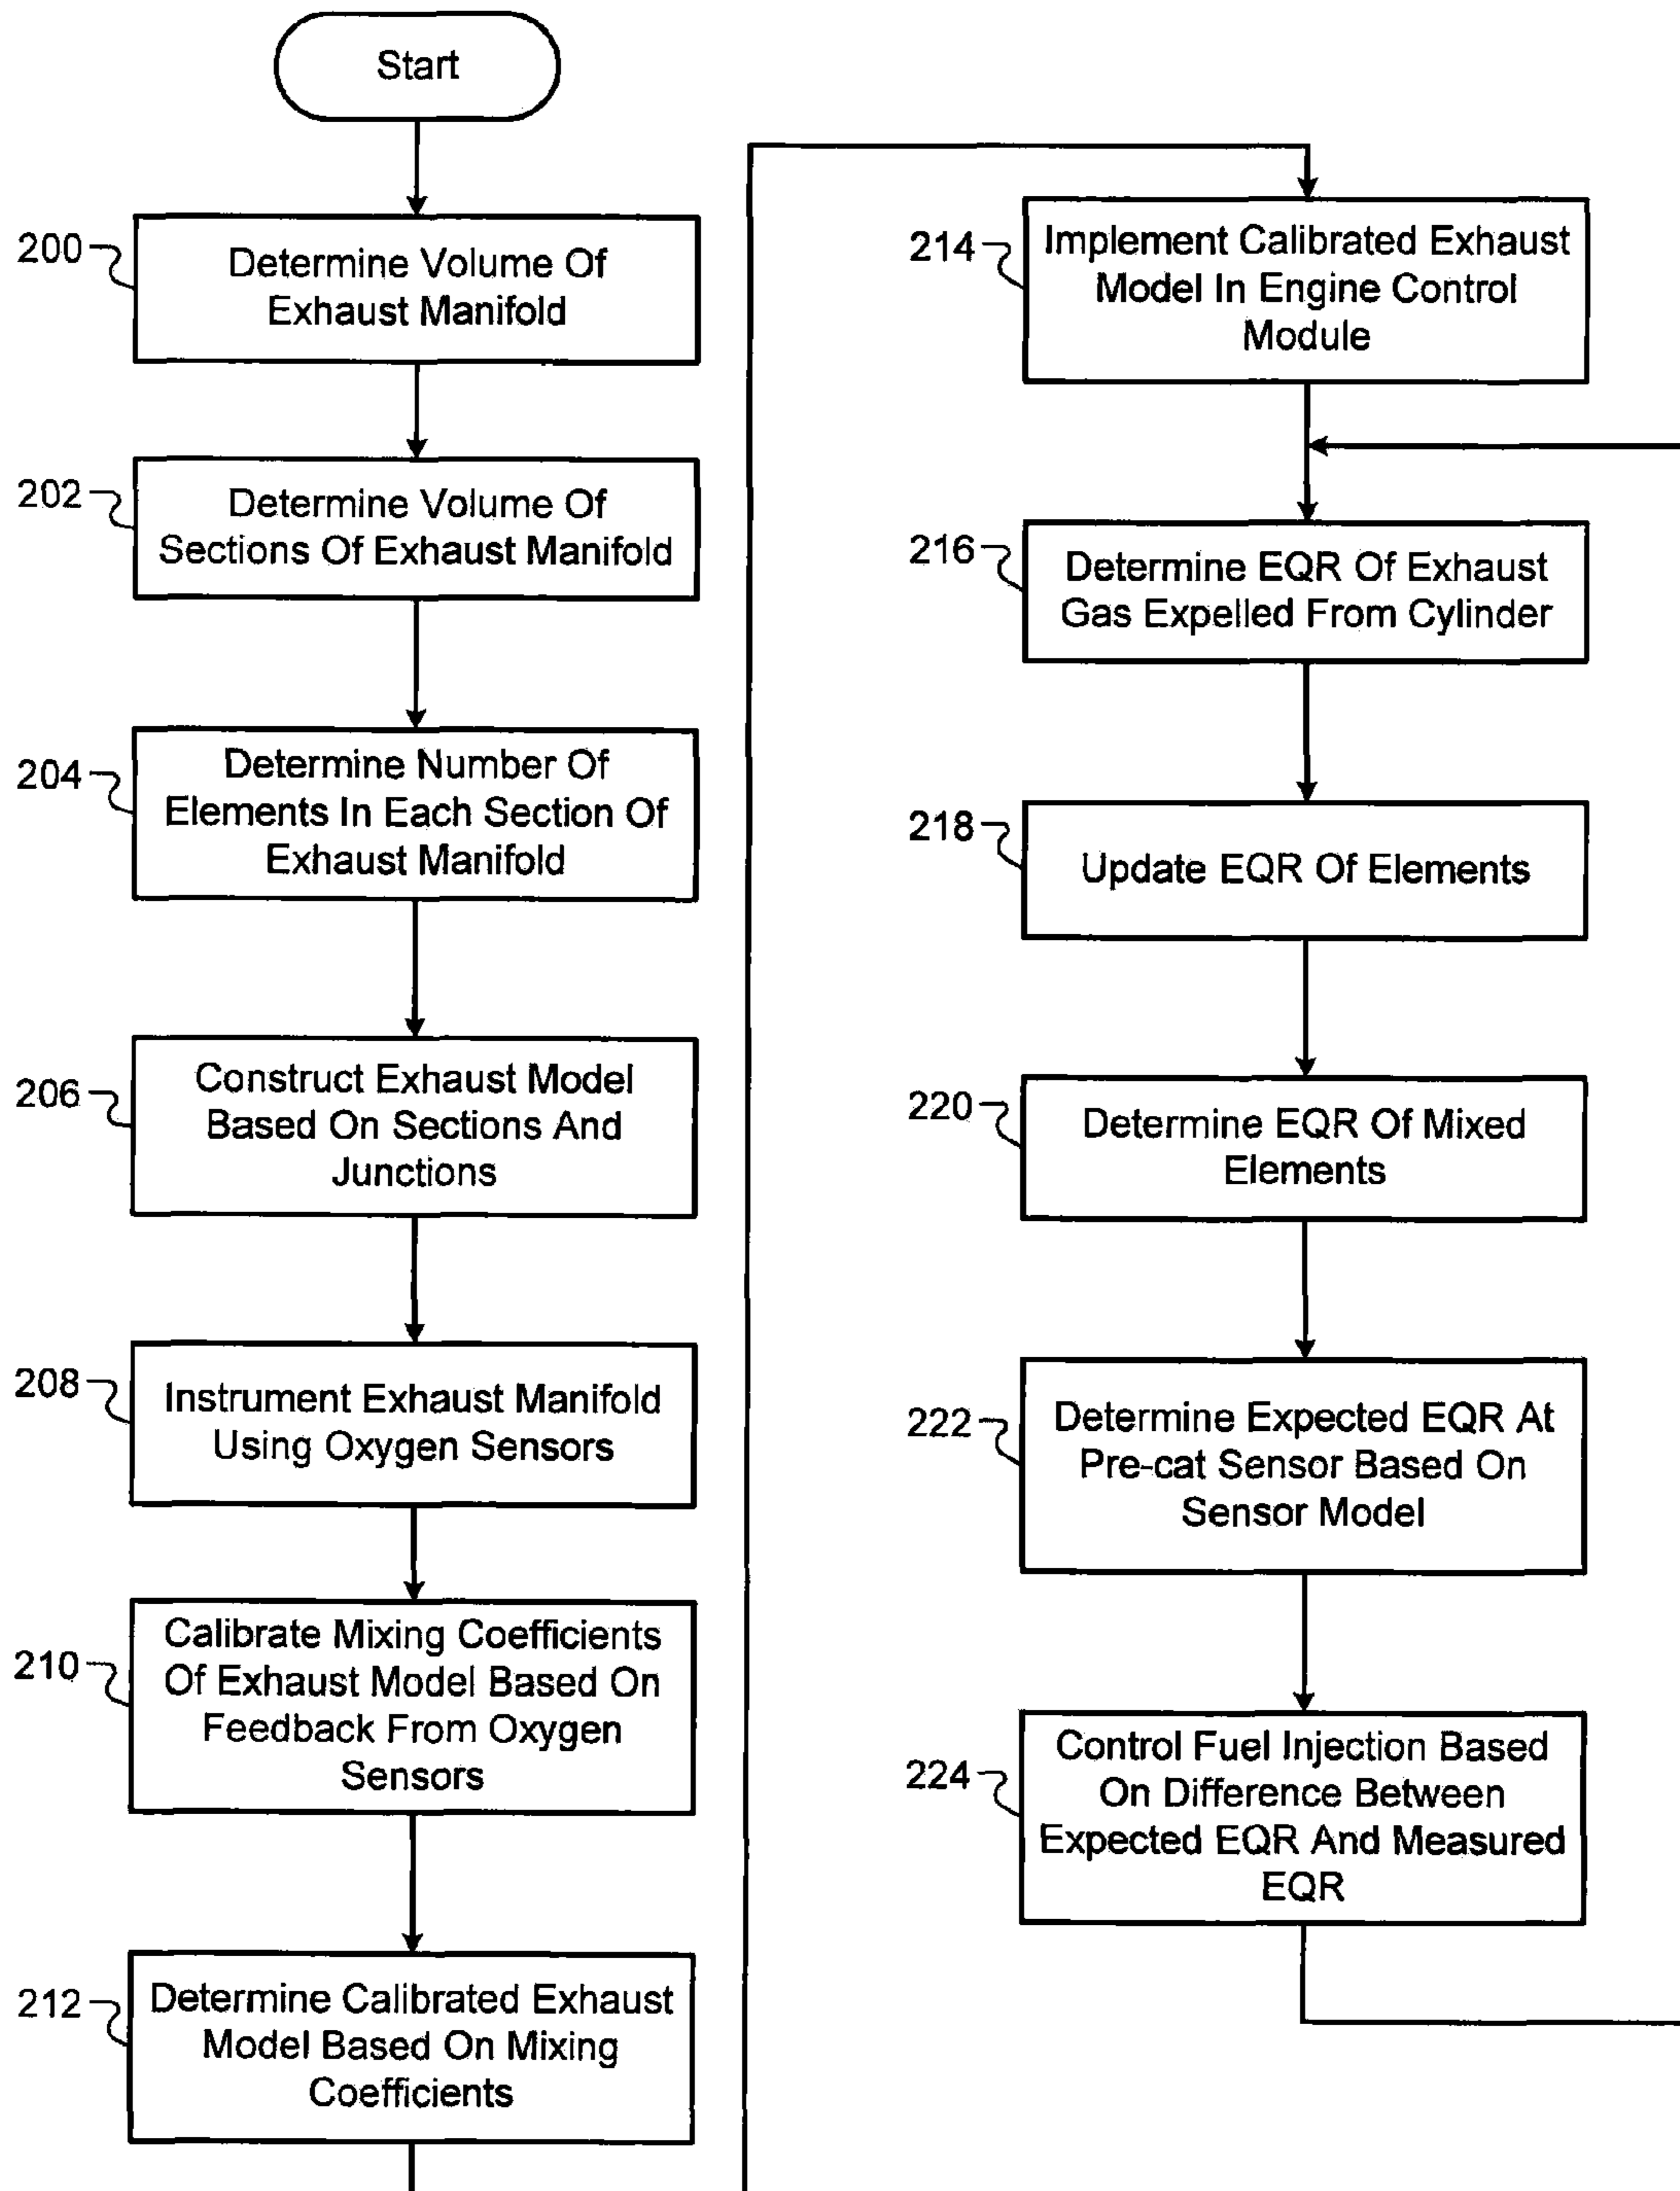 Start
200
Determine Volume Of
Exhaust Manifold
202
Determine Volume Of
Sections Of Exhaust Manifold
204
Determine Number Of
Elements In Each Section Of
Exhaust Manifold
206
Construct Exhaust Model
Based On Sections And
Junctions
208
Instrument Exhaust Manifold
Using Oxygen Sensors
210
Calibrate Mixing Coefficients
Of Exhaust Model Based On
Feedback From Oxygen
Sensors
212
Determine Calibrated Exhaust
Model Based On Mixing
Coefficients
214
Implement Calibrated Exhaust
Model In Engine Control
Module
216
Determine EQR Of Exhaust
Gas Expelled From Cylinder
218
Update EQR Of Elements
220
Determine EQR Of Mixed
Elements
222
Determine Expected EQR At
Pre-cat Sensor Based On
Sensor Model
224
Control Fuel Injection Based
On Difference Between
Expected EQR And Measured
EQR